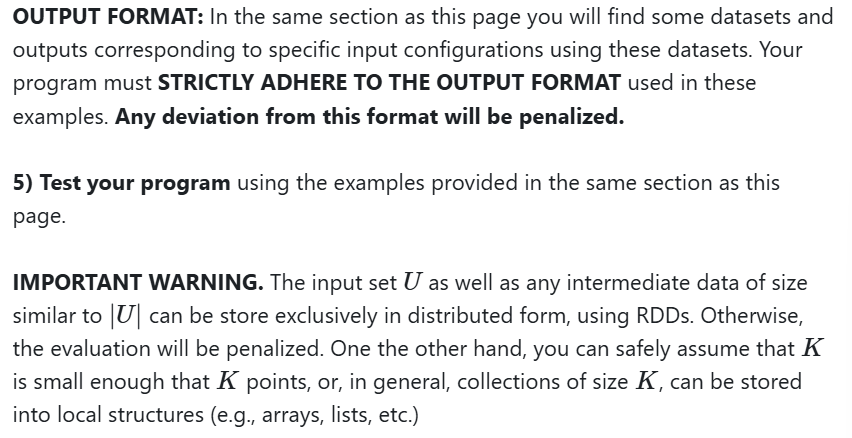 OUTPUT FORMAT: In the same section as this page you will find some datasets and
outputs corresponding to specific input configurations using these datasets. Your
program must STRICTLY ADHERE TO THE OUTPUT FORMAT used in these
examples. Any deviation from this format will be penalized.
5) Test your program using the examples provided in the same section as this
page.
IMPORTANT WARNING. The input set U as well as any intermediate data of size
similar to |U| can be store exclusively in distributed form, using RDDs. Otherwise,
the evaluation will be penalized. One the other hand, you can safely assume that K
is small enough that K points, or, in general, collections of size K, can be stored
into local structures (e.g., arrays, lists, etc.)